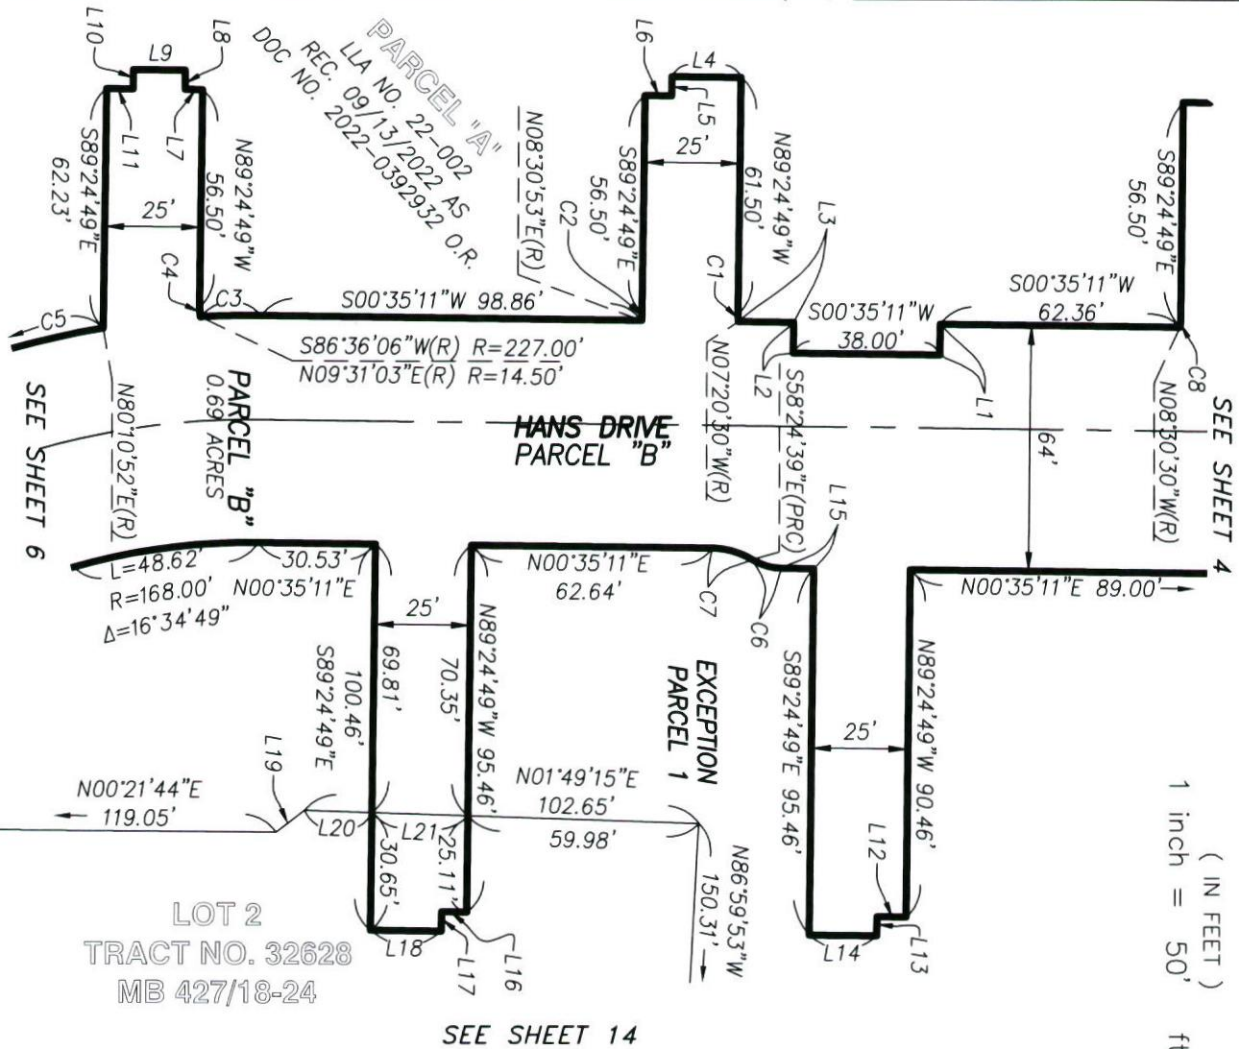 L10
L9
L8
L7
L11
S89°24'49"E
62.23'
25'
N89°24'49"W
56.50'
C4
C3
C5
PARCEL "A"
LLA NO. 22-002
REC. 09/13/2022 AS
DOC NO. 2022-0392932 O.R.
N08°30'53"E(R)
C2
L6
L4
L5
25'
S89°24'49"E
56.50'
N89°24'49"W
61.50'
C1
L3
S00°35'11"W 98.86'
S86°36'06"W(R) R=227.00'
N09°31'03"E(R) R=14.50'
S00°35'11"W
38.00'
L2
L1
S00°35'11"W
62.36'
S89°24'49"E
56.50'
C8
N08°30'30"W(R)
SEE SHEET 4
64'
N07°20'30"W(R)
S58°24'39"E(PRC)
HANS DRIVE
PARCEL "B"
PARCEL "B"
0.69 ACRES
N80°10'52"E(R)
SEE SHEET 6
L=48.62'
R=168.00'
Δ=16°34'49"
30.53'
N00°35'11"E
25'
N00°35'11"E
62.64'
C7
C6
L15
N00°35'11"E 89.00'
S89°24'49"E
100.46'
69.81'
30.65'
N89°24'49"W 95.46'
70.35'
25.11'
EXCEPTION
PARCEL 1
S89°24'49"E 95.46'
25'
N89°24'49"W 90.46'
L12
L13
L14
N00°21'44"E
119.05'
L19
L20
L21
N01°49'15"E
102.65'
59.98'
N86°59'53"W
150.31'
L18
L17
L16
LOT 2
TRACT NO. 32628
MB 427/18-24
SEE SHEET 14
( IN FEET )
1 inch = 50' ft